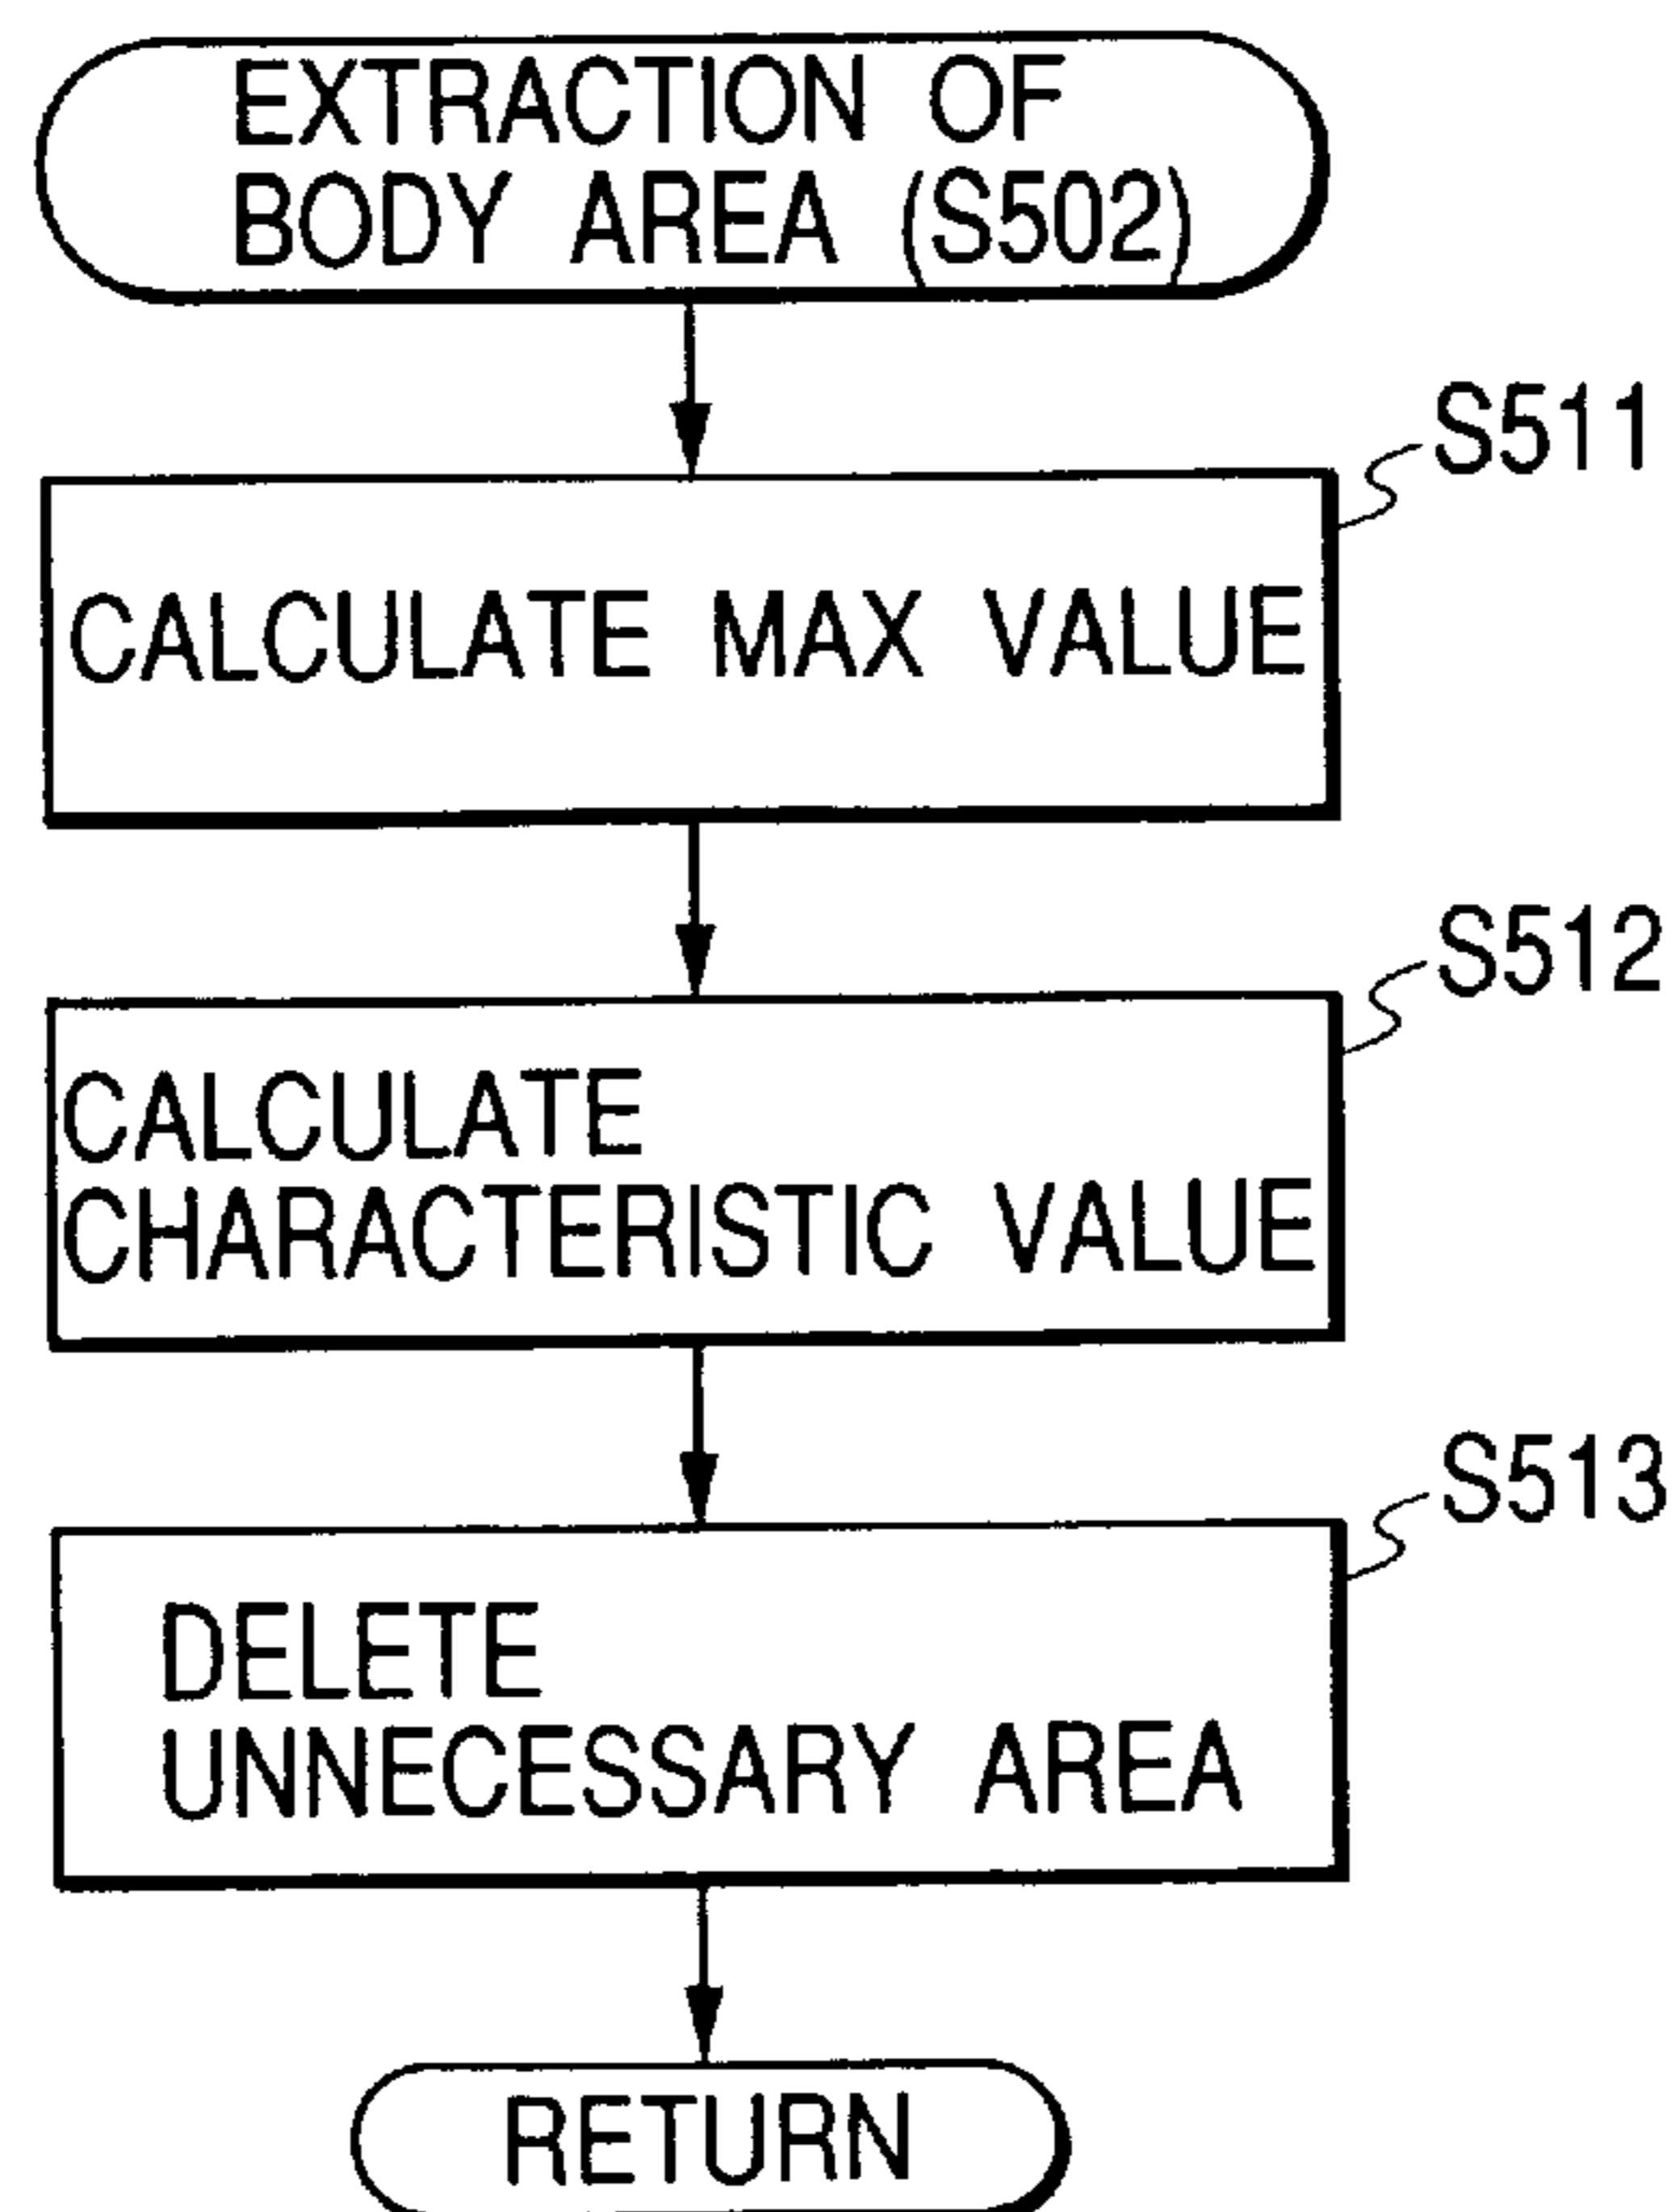 EXTRACTION OF
BODY AREA (S502)
S511
CALCULATE MAX VALUE
S512
CALCULATE
CHARACTERISTIC VALUE
S513
DELETE
UNNECESSARY AREA
RETURN